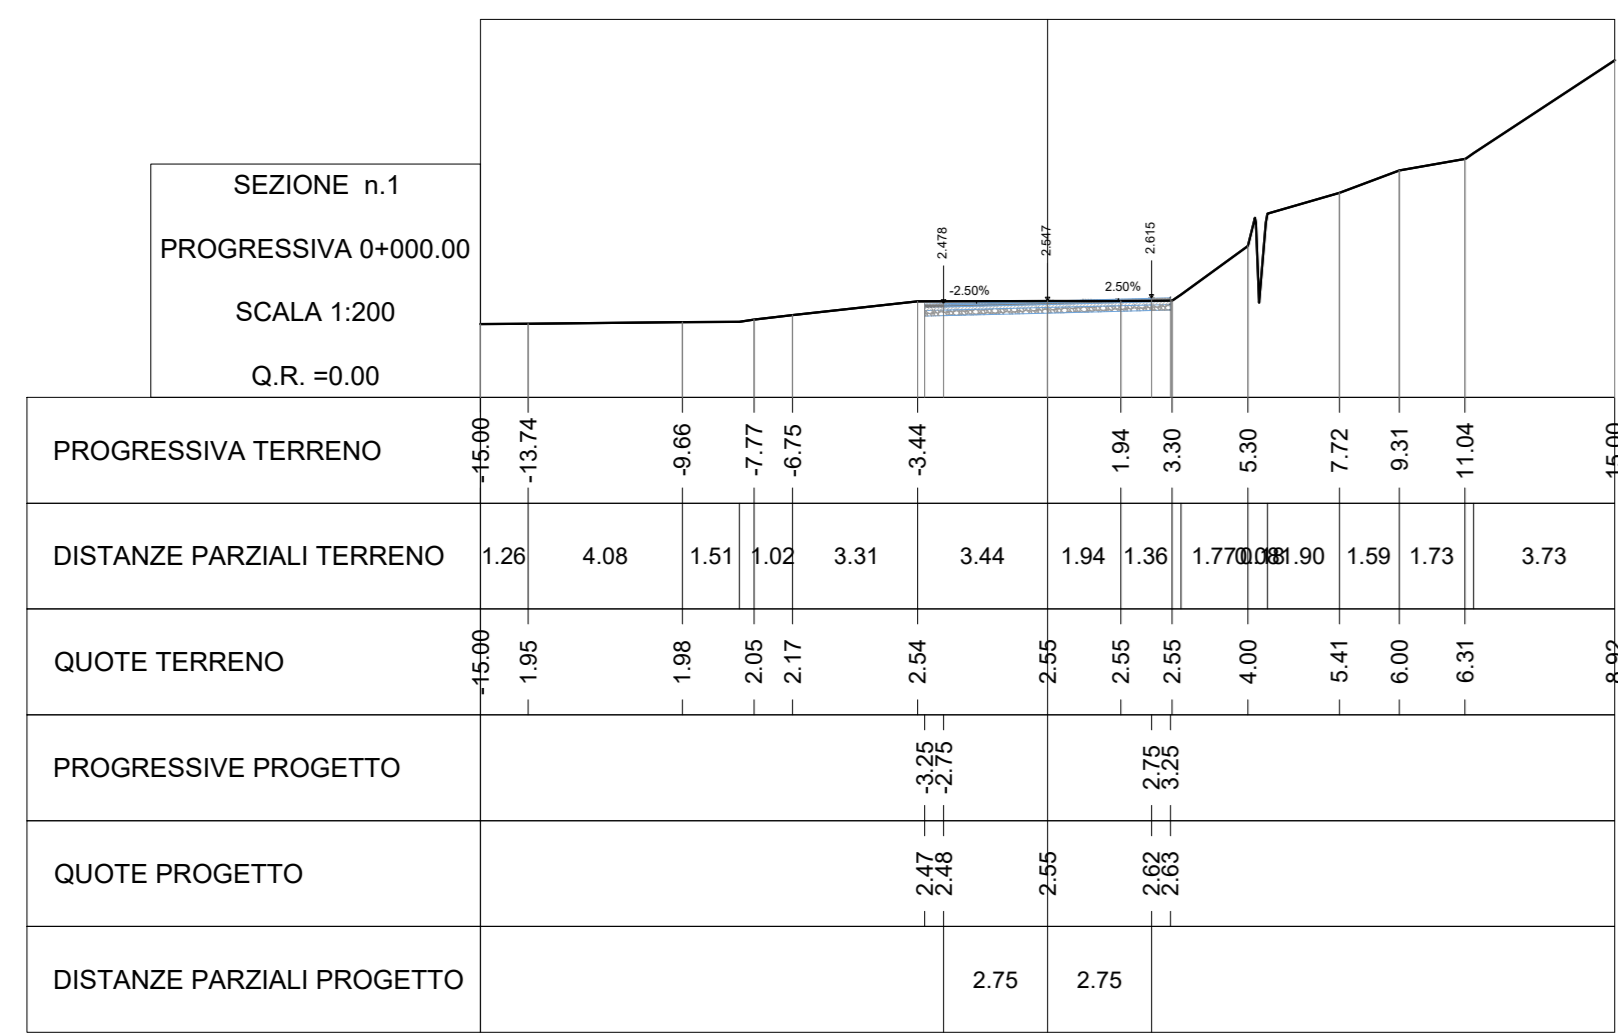 2.478
2.547
2.615
-2.50%
2.50%
SEZIONE n.1
PROGRESSIVA 0+000.00
SCALA 1:200
Q.R. =0.00
PROGRESSIVA TERRENO -15.00 -13.74 -9.66 -7.77 -6.75 -3.44 1.94 3.30 5.30 7.72 9.31 11.04 15.00
DISTANZE PARZIALI TERRENO 1.26 4.08 1.51 1.02 3.31 3.44 1.94 1.36 1.77 1.90 1.59 1.73 3.73
QUOTE TERRENO -15.00 1.95 1.98 2.05 2.17 2.54 2.55 2.55 2.55 4.00 5.41 6.00 6.31 8.92
PROGRESSIVE PROGETTO -3.25 -2.75 2.75 3.25
QUOTE PROGETTO 2.47 2.48 2.55 2.62 2.63
DISTANZE PARZIALI PROGETTO 2.75 2.75